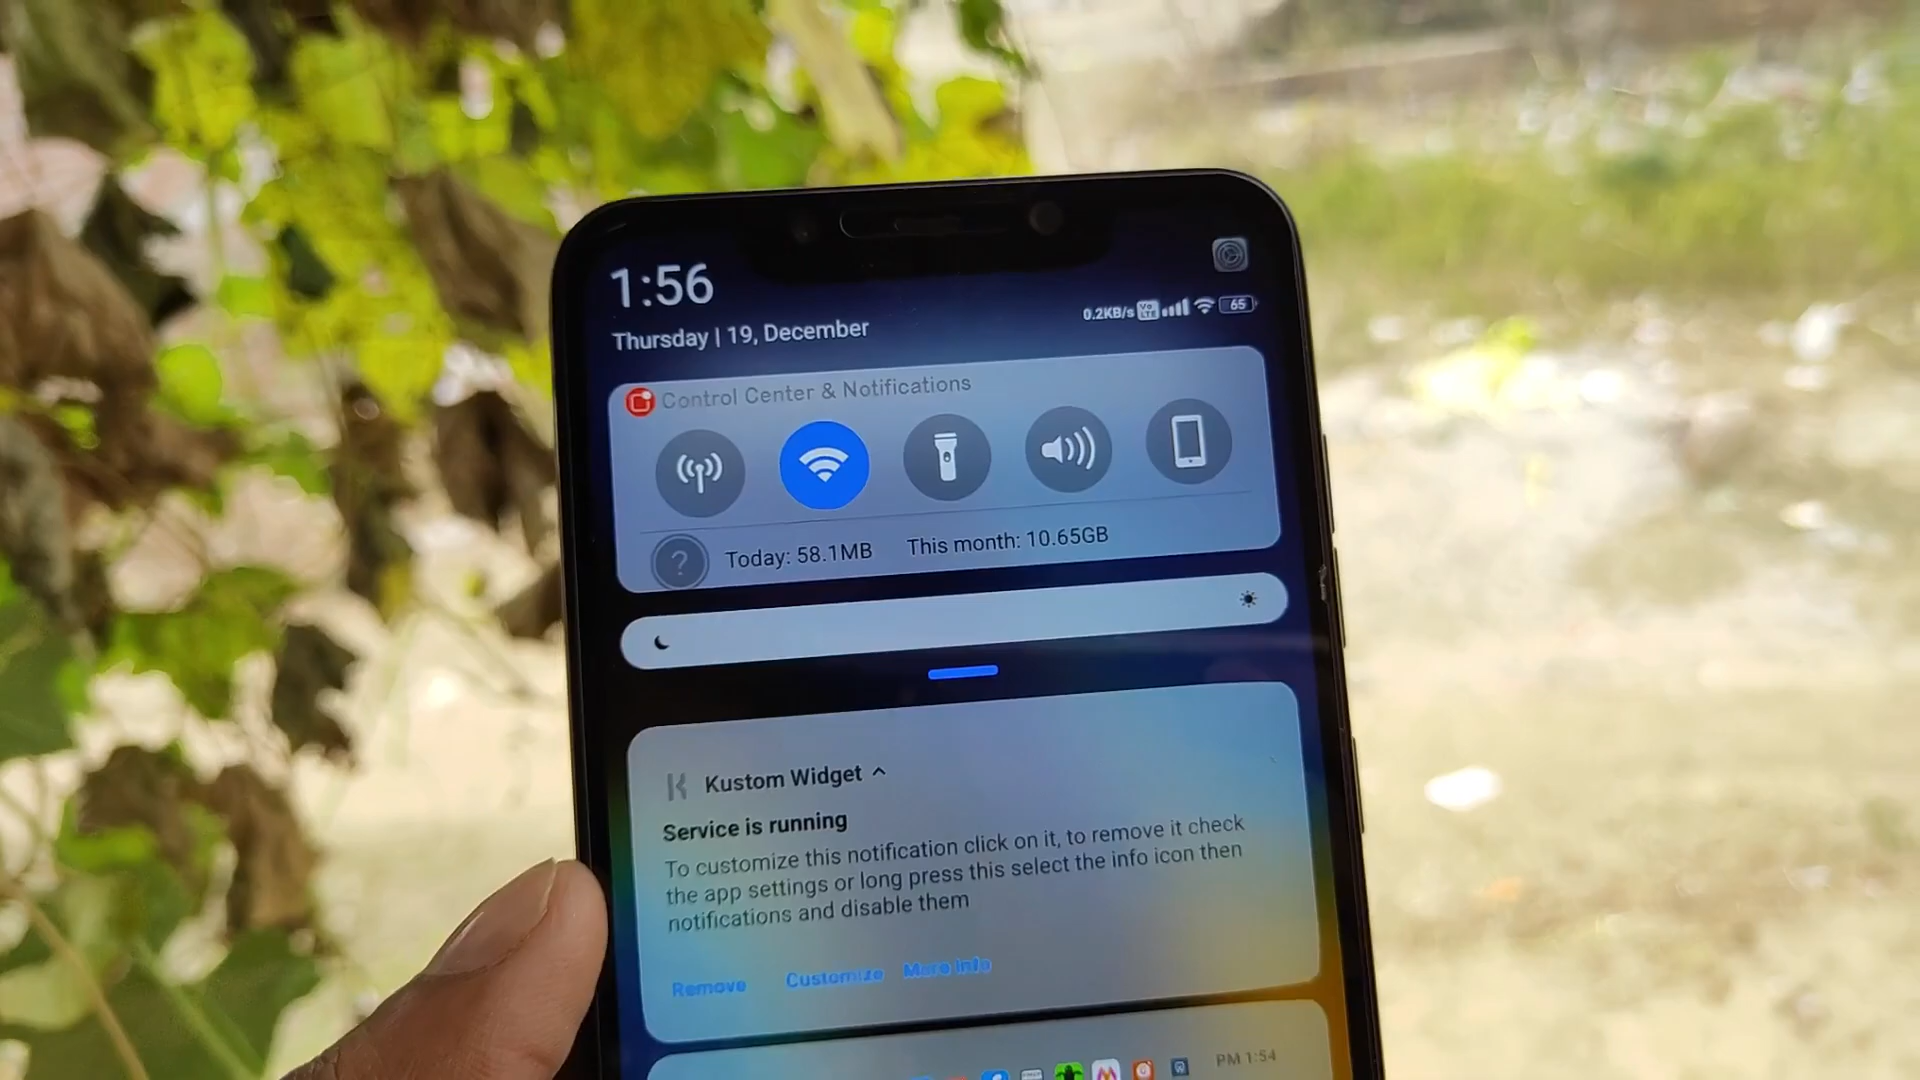 1:56
Thursday | 19, December
0.2KB/s Vo LTE 65
Control Center & Notifications
? Today: 58.1MB This month: 10.65GB
Kustom Widget
Service is running
To customize this notification click on it, to remove it check
the app settings or long press this select the info icon then
notifications and disable them
Remove Customize More Info
PM 1:54